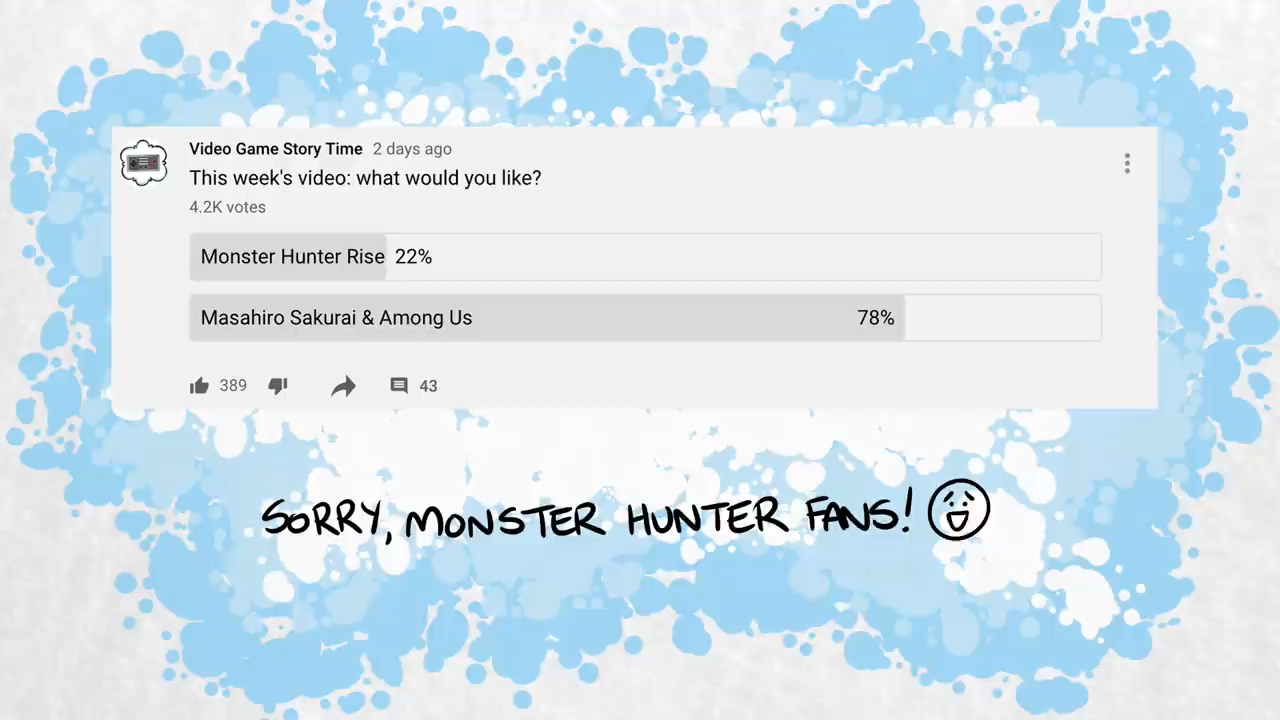 Video Game Story Time 2 days ago
This week's video: what would you like?
4.2K votes
Monster Hunter Rise 22%
Masahiro Sakurai & Among Us 78%
389 43
SORRY, MONSTER HUNTER FANS!